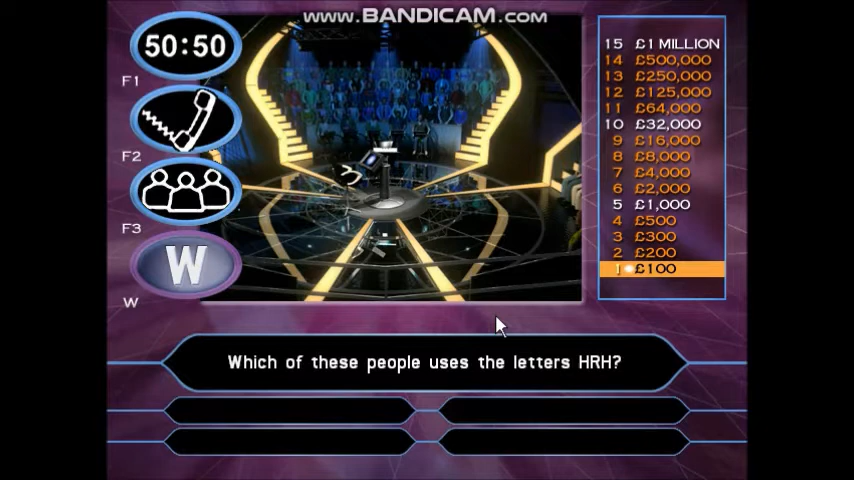 www.BANDICAM.com
50:50
F1
F2
F3
W
W
15 £1 MILLION
14 £500,000
13 £250,000
12 £125,000
11 £64,000
10 £32,000
9 £16,000
8 £8,000
7 £4,000
6 £2,000
5 £1,000
4 £500
3 £300
2 £200
1 £100
Which of these people uses the letters HRH?